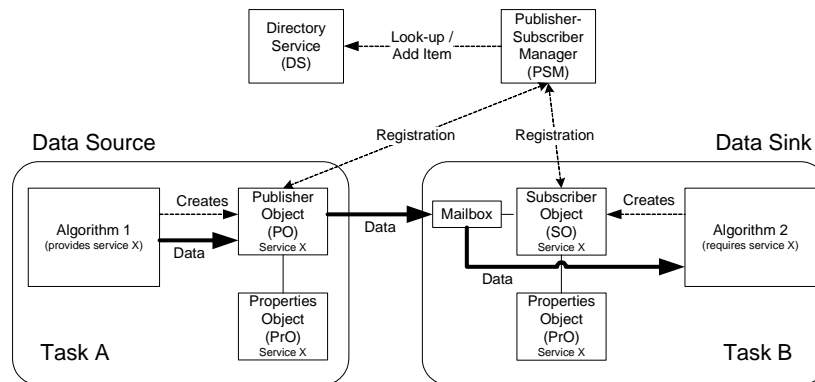 Directory
Service
(DS)
Look-up /
Add Item
Publisher-
Subscriber
Manager
(PSM)
Registration
Registration
Data Source
Data Sink
Algorithm 1
(provides service X)
Creates
Data
Publisher
Object
(PO)
Service X
Data
Mailbox
Subscriber
Object
(SO)
Service X
Creates
Data
Algorithm 2
(requires service X)
Properties
Object
(PrO)
Service X
Properties
Object
(PrO)
Service X
Task A
Task B